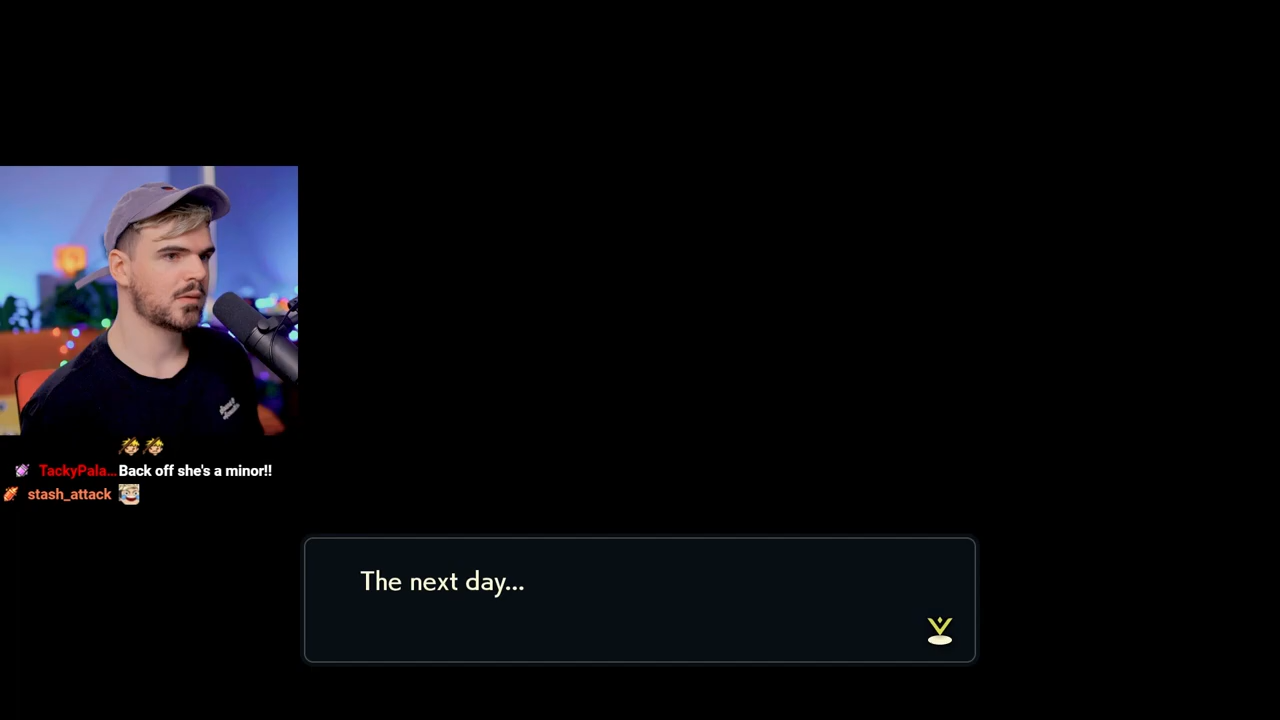 TackyPala... Back off she's a minor!!
stash_attack
The next day...